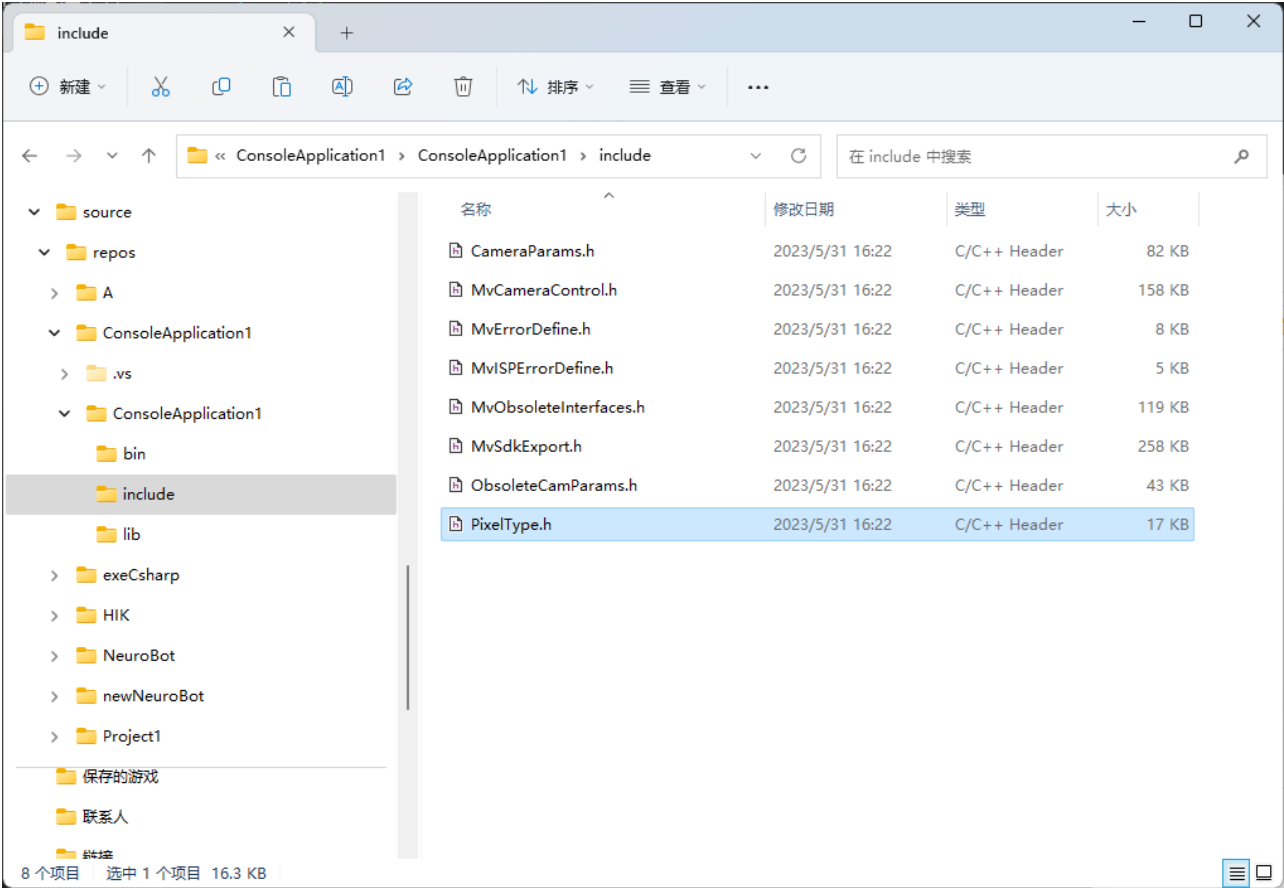 include
新建
排序
查看
« ConsoleApplication1 › ConsoleApplication1 › include
在 include 中搜索
source
repos
A
ConsoleApplication1
.vs
ConsoleApplication1
bin
include
lib
exeCsharp
HIK
NeuroBot
newNeuroBot
Project1
保存的游戏
联系人
链接
名称 修改日期 类型 大小
CameraParams.h 2023/5/31 16:22 C/C++ Header 82 KB
MvCameraControl.h 2023/5/31 16:22 C/C++ Header 158 KB
MvErrorDefine.h 2023/5/31 16:22 C/C++ Header 8 KB
MvISPErrorDefine.h 2023/5/31 16:22 C/C++ Header 5 KB
MvObsoleteInterfaces.h 2023/5/31 16:22 C/C++ Header 119 KB
MvSdkExport.h 2023/5/31 16:22 C/C++ Header 258 KB
ObsoleteCamParams.h 2023/5/31 16:22 C/C++ Header 43 KB
PixelType.h 2023/5/31 16:22 C/C++ Header 17 KB
8 个项目 选中 1 个项目 16.3 KB